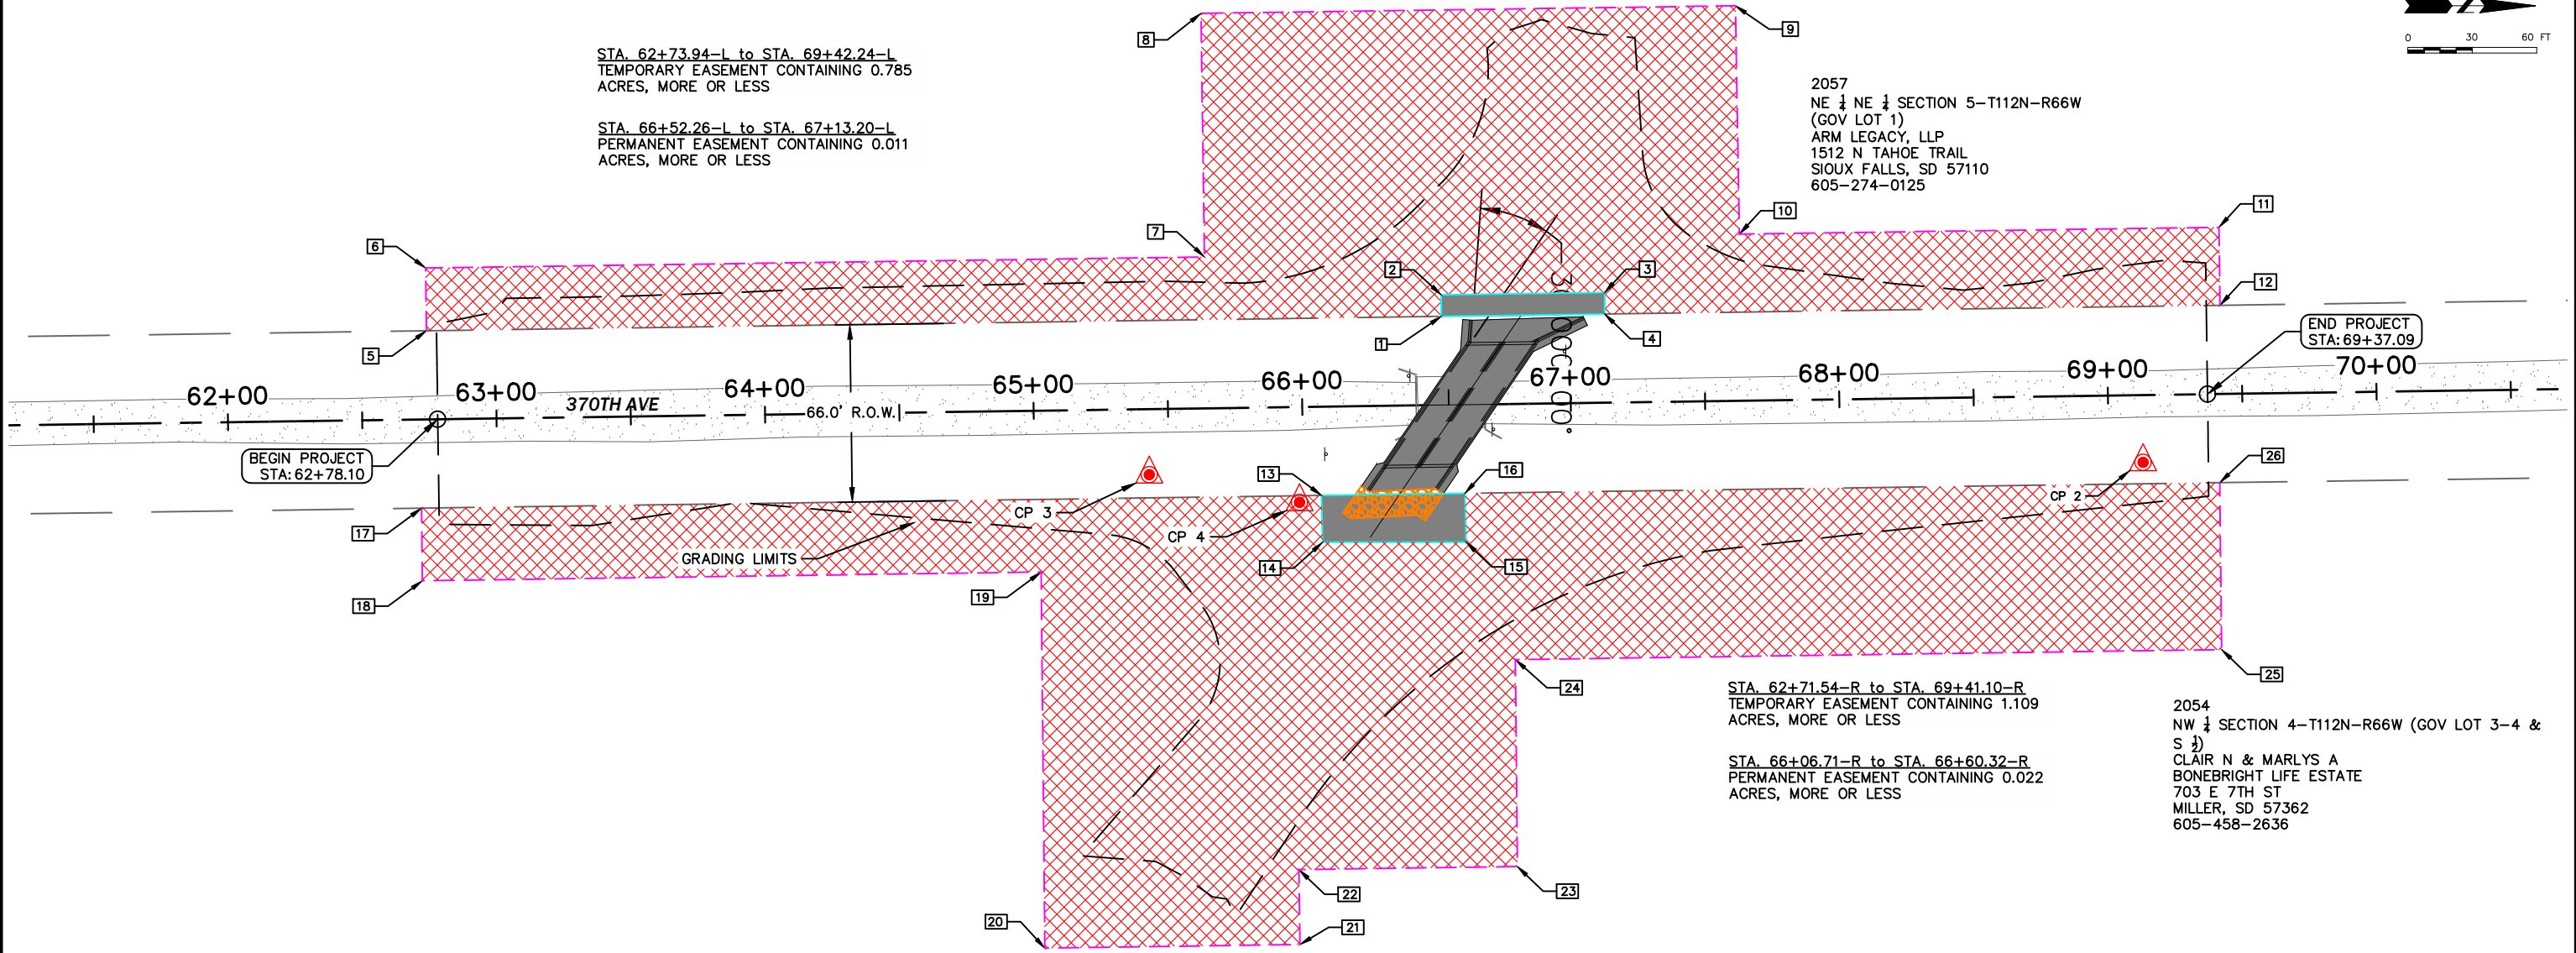 0 30 60 FT
8
9
STA. 62+73.94-L to STA. 69+42.24-L
TEMPORARY EASEMENT CONTAINING 0.785
ACRES, MORE OR LESS
STA. 66+52.26-L to STA. 67+13.20-L
PERMANENT EASEMENT CONTAINING 0.011
ACRES, MORE OR LESS
2057
NE ¼ NE ¼ SECTION 5-T112N-R66W
(GOV LOT 1)
ARM LEGACY, LLP
1512 N TAHOE TRAIL
SIOUX FALLS, SD 57110
605-274-0125
6
7
10
11
2
3
12
5
1
4
END PROJECT
STA:69+37.09
62+00 63+00 64+00 65+00 66+00 67+00 68+00 69+00 70+00
370TH AVE
66.0' R.O.W.
BEGIN PROJECT
STA:62+78.10
13
16
26
CP 3
CP 4
CP 2
17
GRADING LIMITS
14
15
18
19
24
25
STA. 62+71.54-R to STA. 69+41.10-R
TEMPORARY EASEMENT CONTAINING 1.109
ACRES, MORE OR LESS
STA. 66+06.71-R to STA. 66+60.32-R
PERMANENT EASEMENT CONTAINING 0.022
ACRES, MORE OR LESS
2054
NW ¼ SECTION 4-T112N-R66W (GOV LOT 3-4 &
S ½)
CLAIR N & MARLYS A
BONEBRIGHT LIFE ESTATE
703 E 7TH ST
MILLER, SD 57362
605-458-2636
20
22
23
21